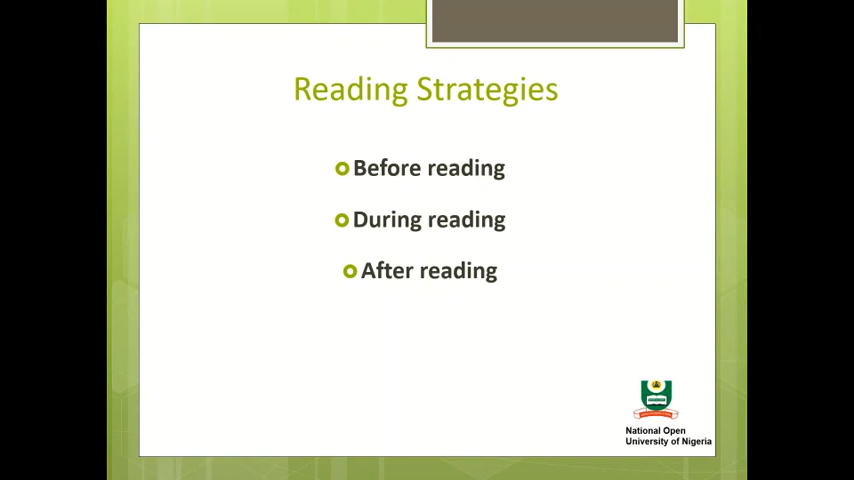 Reading Strategies
Before reading
During reading
After reading
National Open
University of Nigeria